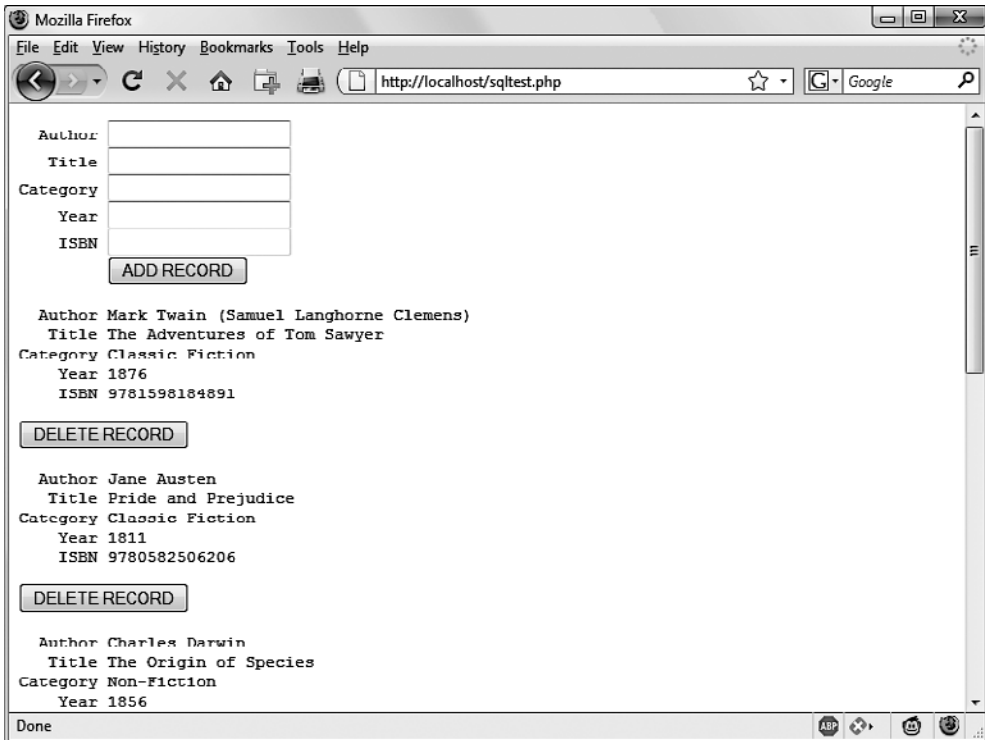 Mozilla Firefox
File Edit View History Bookmarks Tools Help
http://localhost/sqltest.php
G Google
Author
Title
Category
Year
ISBN
ADD RECORD
Author Mark Twain (Samuel Langhorne Clemens)
Title The Adventures of Tom Sawyer
Category Classic Fiction
Year 1876
ISBN 9781598184891
DELETE RECORD
Author Jane Austen
Title Pride and Prejudice
Category Classic Fiction
Year 1811
ISBN 9780582506206
DELETE RECORD
Author Charles Darwin
Title The Origin of Species
Category Non-Fiction
Year 1856
Done
ABP